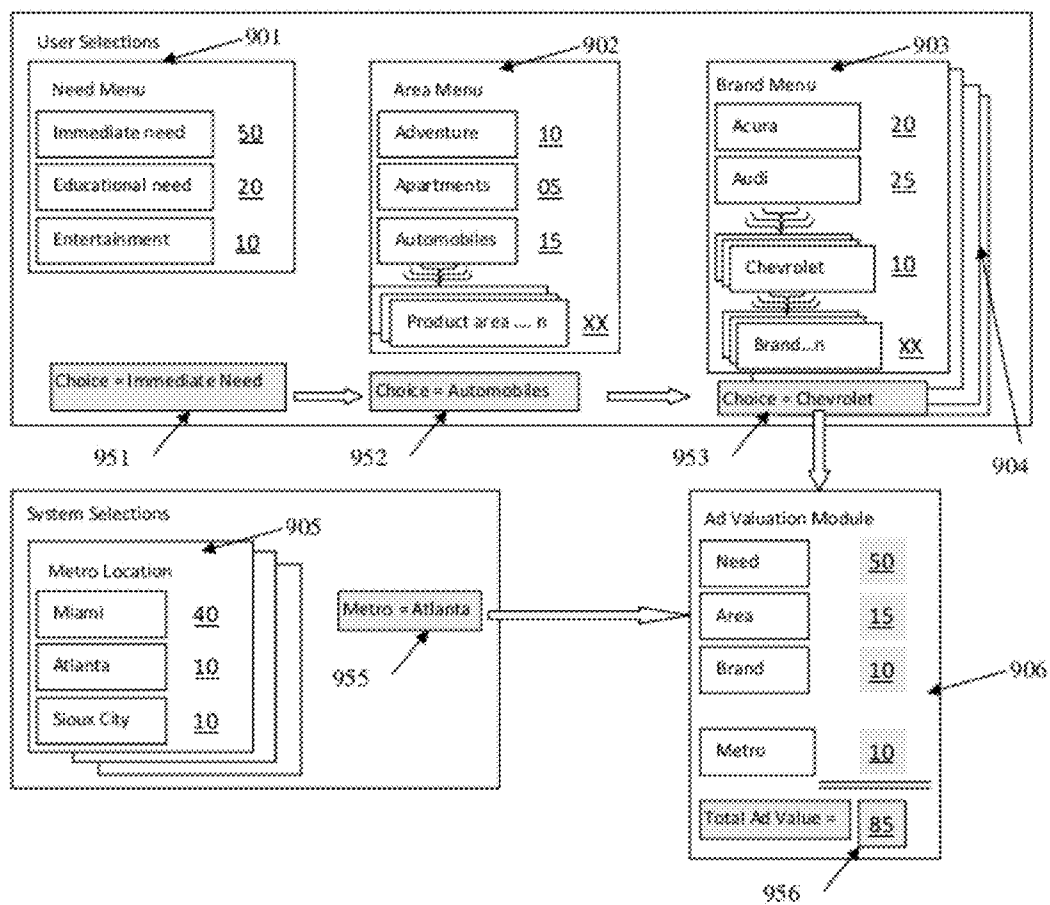 User Selections
901
Need Menu
Immediate need 50
Educational need 20
Entertainment 10
902
Area Menu
Adventure 10
Apartments 05
Automobiles 15
Product area .... n XX
903
Brand Menu
Acura 20
Audi 25
Chevrolet 10
Brand...n XX
Choice = Immediate Need
Choice = Automobiles
Choice = Chevrolet
951
952
953
904
System Selections
905
Metro Location
Miami 40
Atlanta 10
Sioux City 10
Metro = Atlanta
955
Ad Valuation Module
Need 50
Area 15
Brand 10
906
Metro 10
Total Ad Value = 85
956